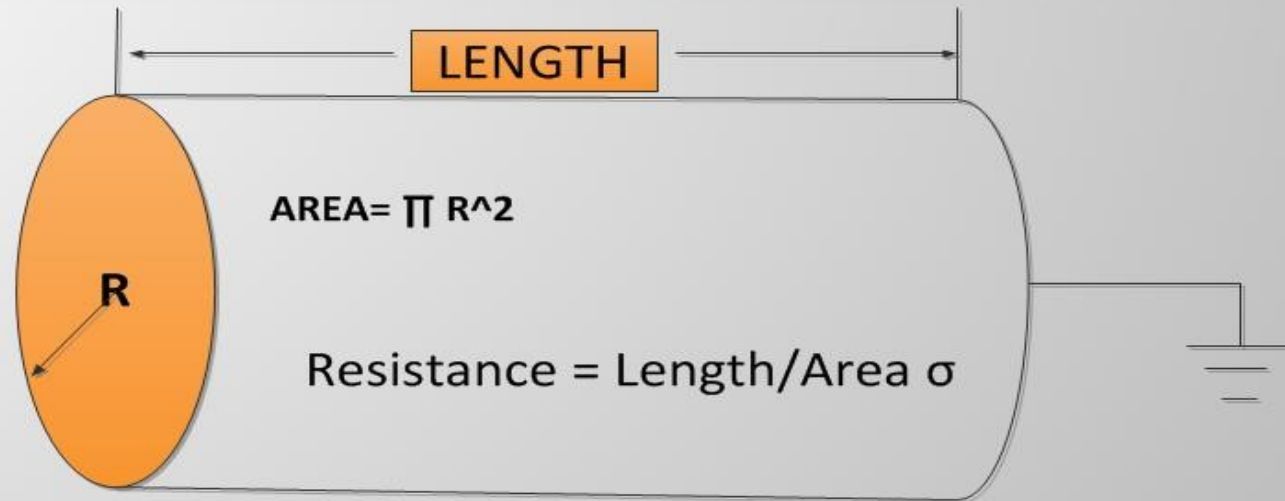 LENGTH
AREA= ∏ R^2
R
Resistance = Length/Area σ